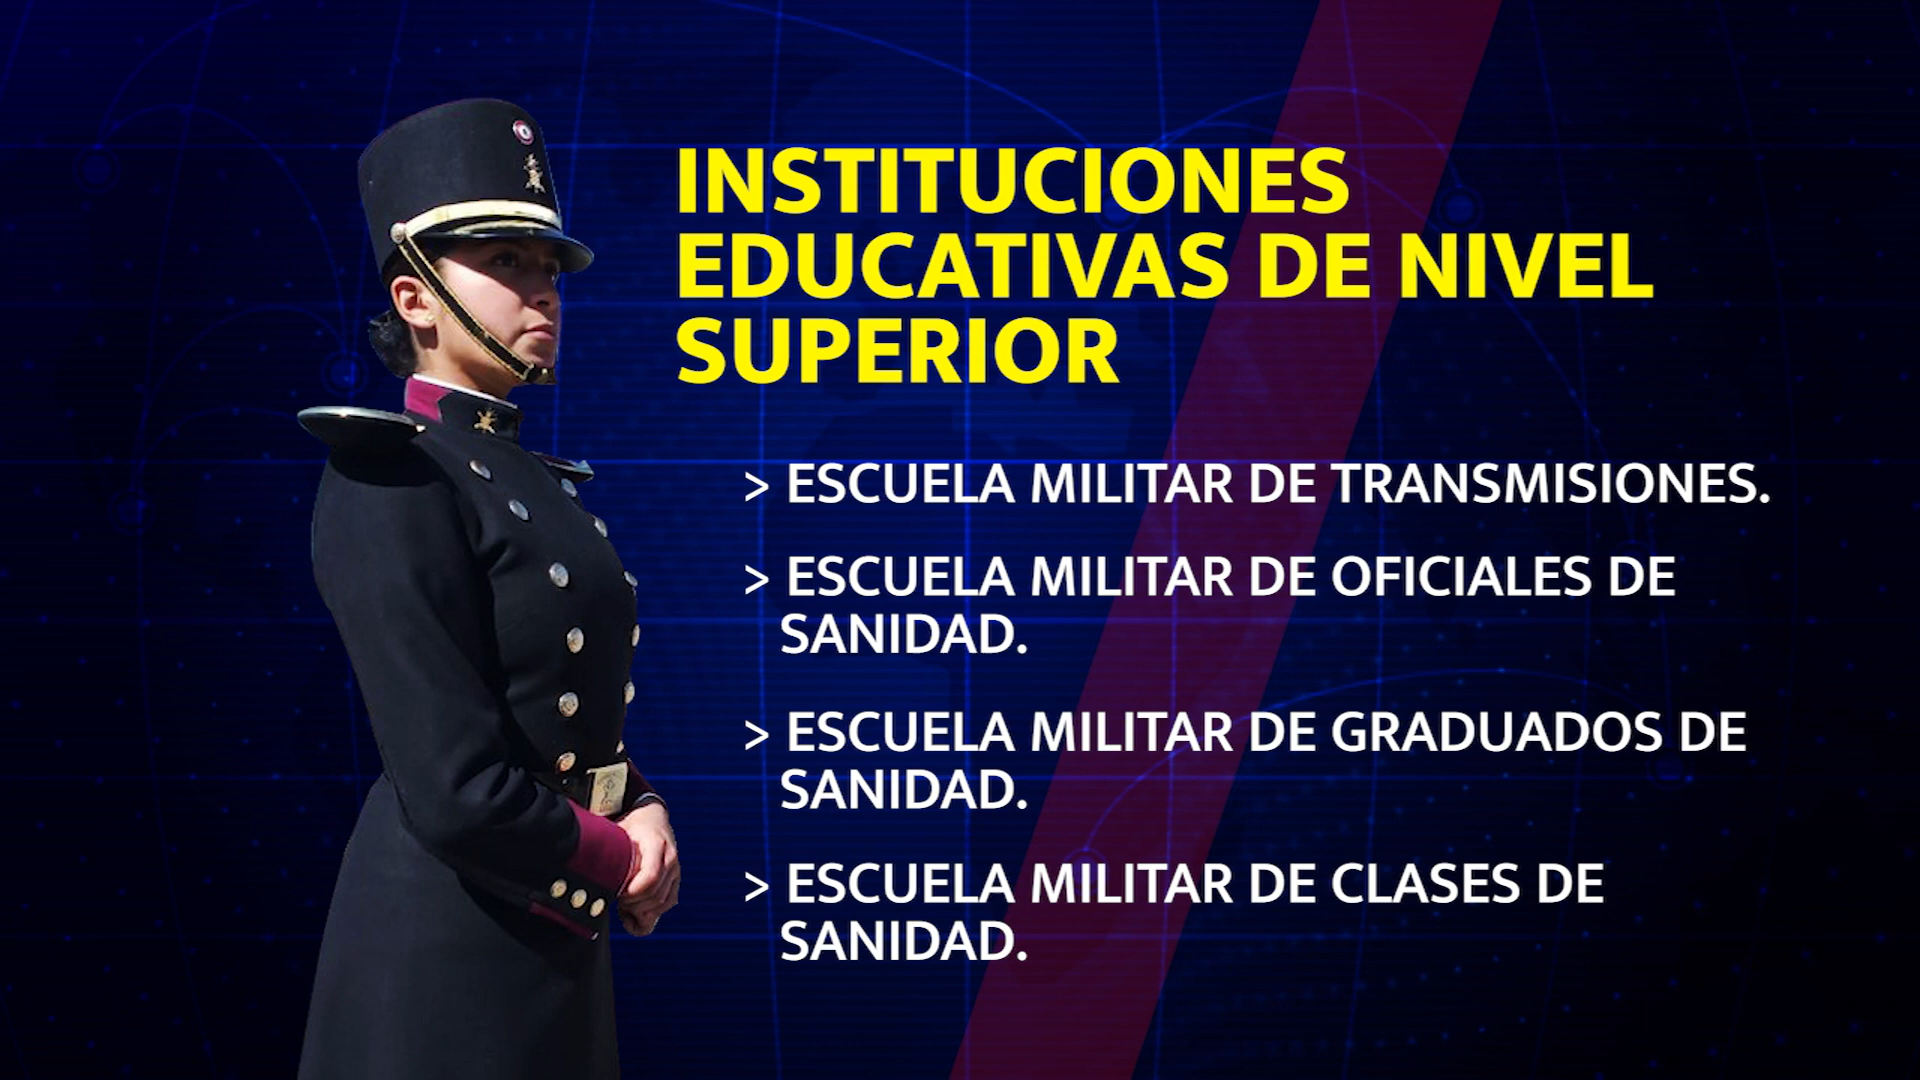 INSTITUCIONES
EDUCATIVAS DE NIVEL
SUPERIOR
> ESCUELA MILITAR DE TRANSMISIONES.
> ESCUELA MILITAR DE OFICIALES DE
SANIDAD.
> ESCUELA MILITAR DE GRADUADOS DE
SANIDAD.
> ESCUELA MILITAR DE CLASES DE
SANIDAD.